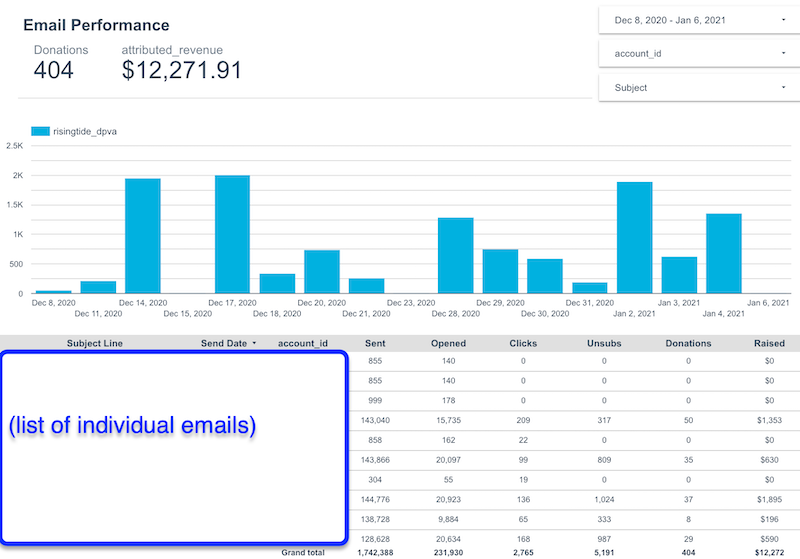 Email Performance
Donations attributed_revenue
404 $12,271.91
Dec 8, 2020 - Jan 6, 2021
account_id
Subject
risingtide_dpva
2.5K
2K
1.5K
1K
500
0
Dec 8, 2020 Dec 14, 2020 Dec 17, 2020 Dec 20, 2020 Dec 23, 2020 Dec 29, 2020 Dec 31, 2020 Jan 3, 2021 Jan 6, 2021
Dec 11, 2020 Dec 15, 2020 Dec 18, 2020 Dec 21, 2020 Dec 28, 2020 Dec 30, 2020 Jan 2, 2021 Jan 4, 2021
Subject Line Send Date account_id Sent Opened Clicks Unsubs Donations Raised
855 140 0 0 0 $0
855 140 0 0 0 $0
999 178 0 0 0 $0
(list of individual emails)
143,040 15,735 209 317 50 $1,353
858 162 22 0 0 $0
143,866 20,097 99 809 35 $630
304 55 19 0 0 $0
144,776 20,923 136 1,024 37 $1,895
138,728 9,884 65 333 8 $196
128,628 20,634 168 987 29 $590
Grand total 1,742,388 231,930 2,765 5,191 404 $12,272